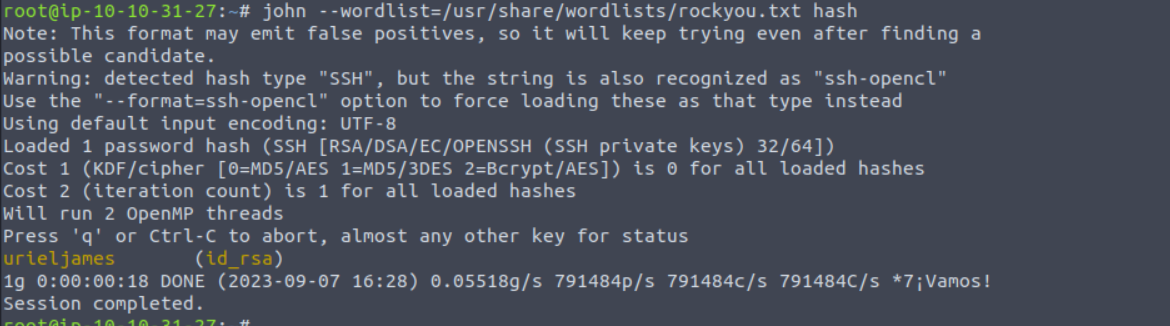 root@ip-10-10-31-27:~# john --wordlist=/usr/share/wordlists/rockyou.txt hash
Note: This format may emit false positives, so it will keep trying even after finding a
possible candidate.
Warning: detected hash type "SSH", but the string is also recognized as "ssh-opencl"
Use the "--format=ssh-opencl" option to force loading these as that type instead
Using default input encoding: UTF-8
Loaded 1 password hash (SSH [RSA/DSA/EC/OPENSSH (SSH private keys) 32/64])
Cost 1 (KDF/cipher [0=MD5/AES 1=MD5/3DES 2=Bcrypt/AES]) is 0 for all loaded hashes
Cost 2 (iteration count) is 1 for all loaded hashes
Will run 2 OpenMP threads
Press 'q' or Ctrl-C to abort, almost any other key for status
urieljames       (id_rsa)
1g 0:00:00:18 DONE (2023-09-07 16:28) 0.05518g/s 791484p/s 791484c/s 791484C/s *7¡Vamos!
Session completed.
root@ip-10-10-31-27:~#